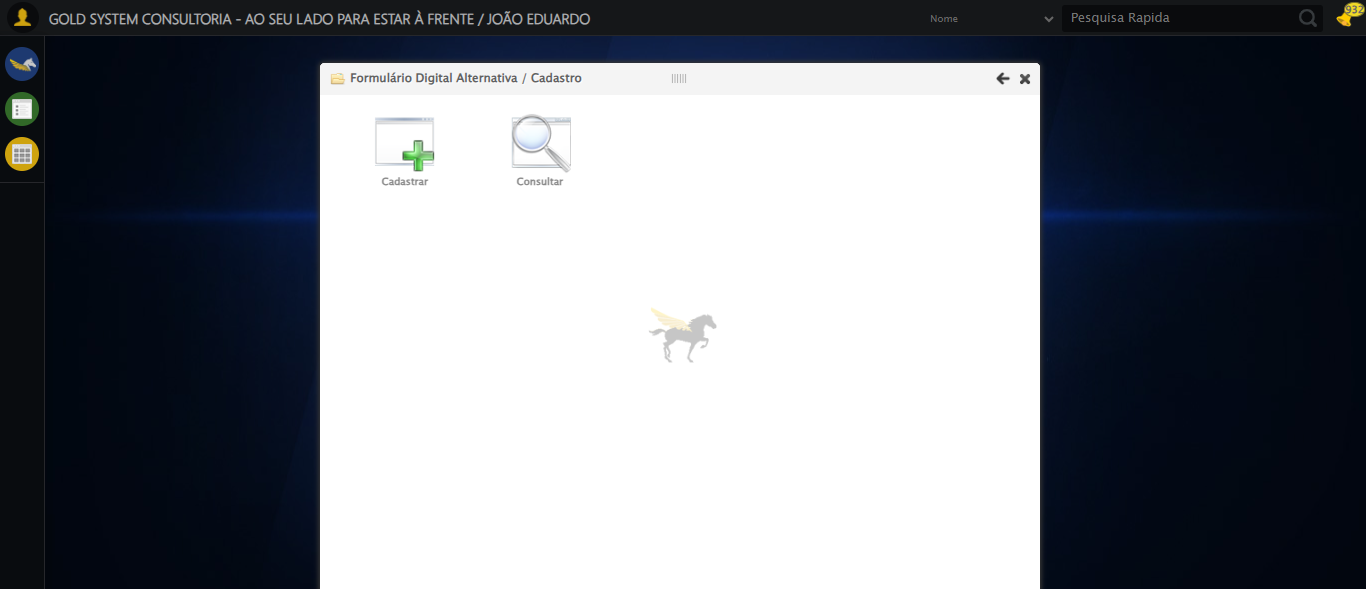 GOLD SYSTEM CONSULTORIA - AO SEU LADO PARA ESTAR À FRENTE / JOÃO EDUARDO
Nome
Pesquisa Rapida
932
Formulário Digital Alternativa / Cadastro
Cadastrar
Consultar